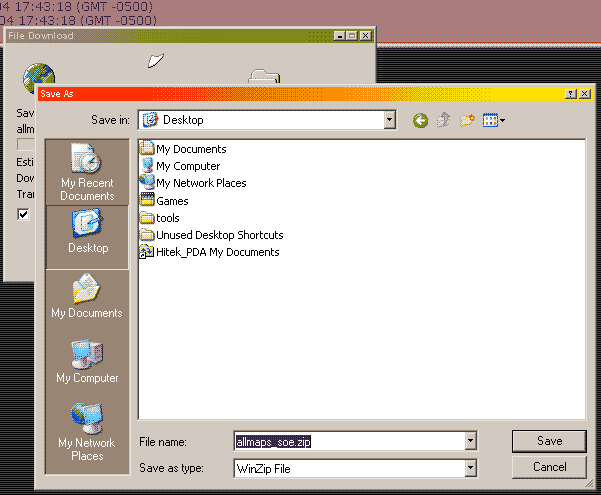 04 17:43:18 (GMT -0500)
04 17:43:18 (GMT -0500)
File Download
Save As
Sav
allma
Esti
Dow
Tran
Save in:
Desktop
My Recent
Documents
Desktop
My Documents
My Computer
My Network
Places
My Documents
My Computer
My Network Places
Games
tools
Unused Desktop Shortcuts
Hitek_PDA My Documents
File name:
allmaps_soe.zip
Save
Save as type:
WinZip File
Cancel